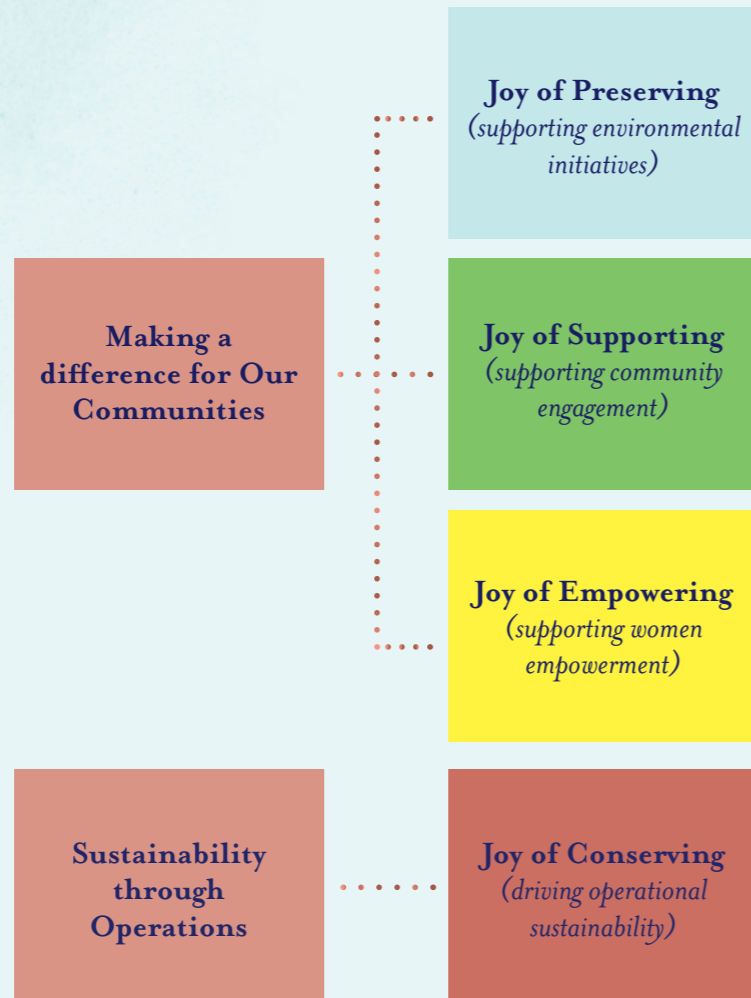 Joy of Preserving
(supporting environmental
initiatives)
Making a
difference for Our
Communities
Joy of Supporting
(supporting community
engagement)
Joy of Empowering
(supporting women
empowerment)
Sustainability
through
Operations
Joy of Conserving
(driving operational
sustainability)